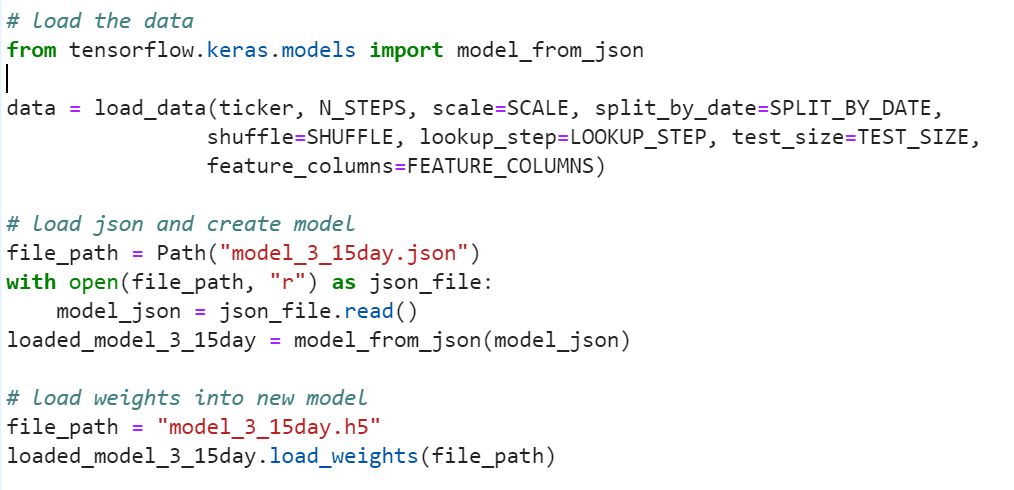 # load the data
from tensorflow.keras.models import model_from_json
data = load_data(ticker, N_STEPS, scale=SCALE, split_by_date=SPLIT_BY_DATE,
shuffle=SHUFFLE, lookup_step=LOOKUP_STEP, test_size=TEST_SIZE,
feature_columns=FEATURE_COLUMNS)
# load json and create model
file_path = Path("model_3_15day.json")
with open(file_path, "r") as json_file:
model_json = json_file.read()
loaded_model_3_15day = model_from_json(model_json)
# load weights into new model
file_path = "model_3_15day.h5"
loaded_model_3_15day.load_weights(file_path)